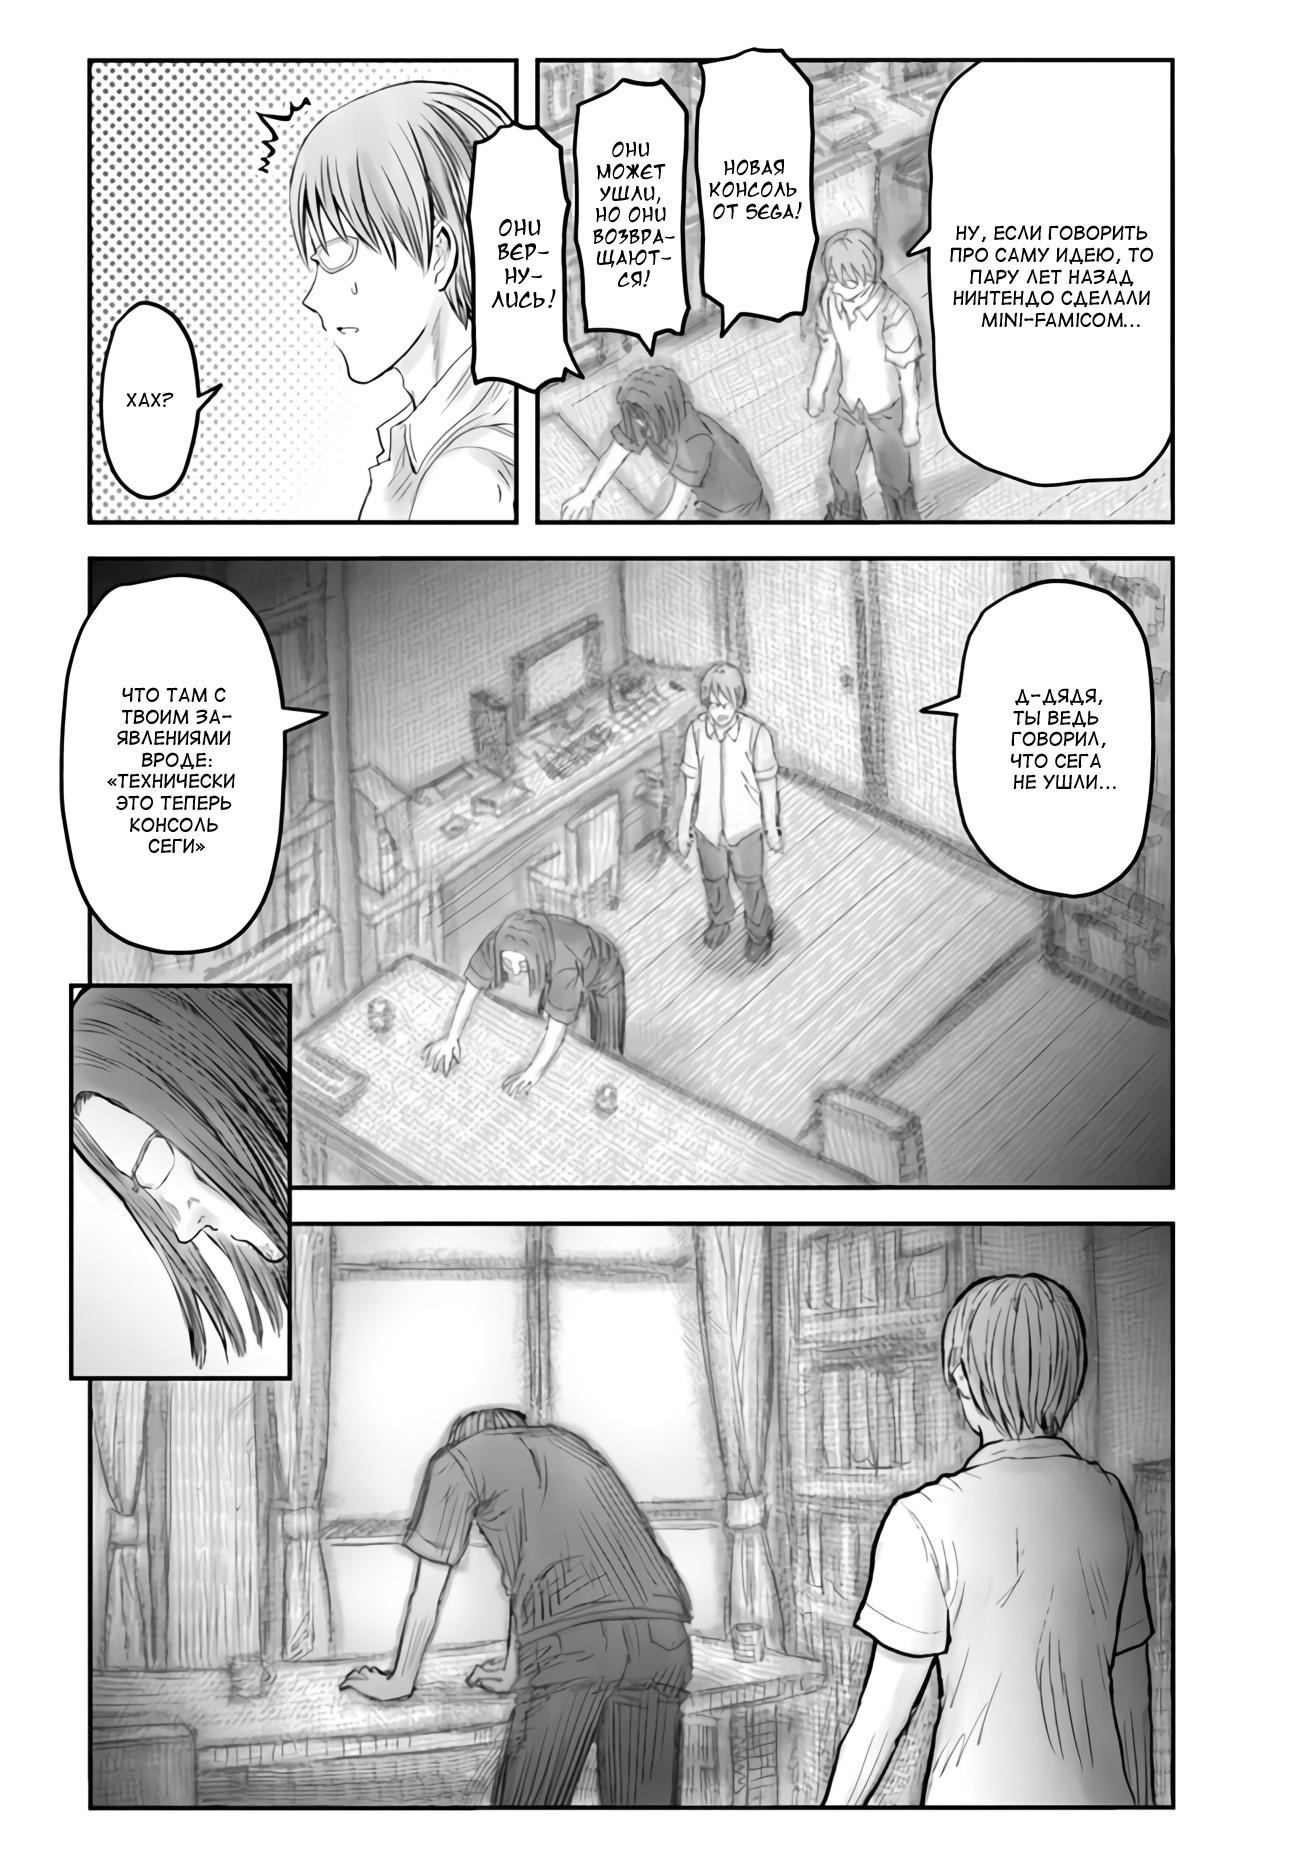 НУ, ЕСЛИ ГОВОРИТЬ
ПРО САМУ ИДЕЮ, ТО
ПАРУ ЛЕТ НАЗАД
НИНТЕНДО СДЕЛАЛИ
MINI-FAMICOM...
НОВАЯ
КОНСОЛЬ
ОТ SEGA!
ОНИ
МОЖЕТ
УШЛИ,
НО ОНИ
ВОЗВРА-
ЩАЮТ-
СЯ!
ОНИ
ВЕР-
НУ-
ЛИСЬ!
ХАХ?
Д-ДЯДЯ,
ТЫ ВЕДЬ
ГОВОРИЛ,
ЧТО СЕГА
НЕ УШЛИ...
ЧТО ТАМ С
ТВОИМ ЗА-
ЯВЛЕНИЯМИ
ВРОДЕ:
«ТЕХНИЧЕСКИ
ЭТО ТЕПЕРЬ
КОНСОЛЬ
СЕГИ»